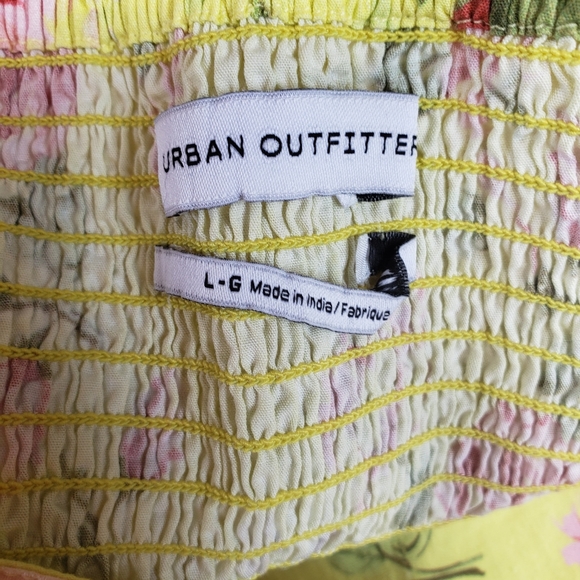 URBAN OUTFITTER
L-G Made in India/Fabrique